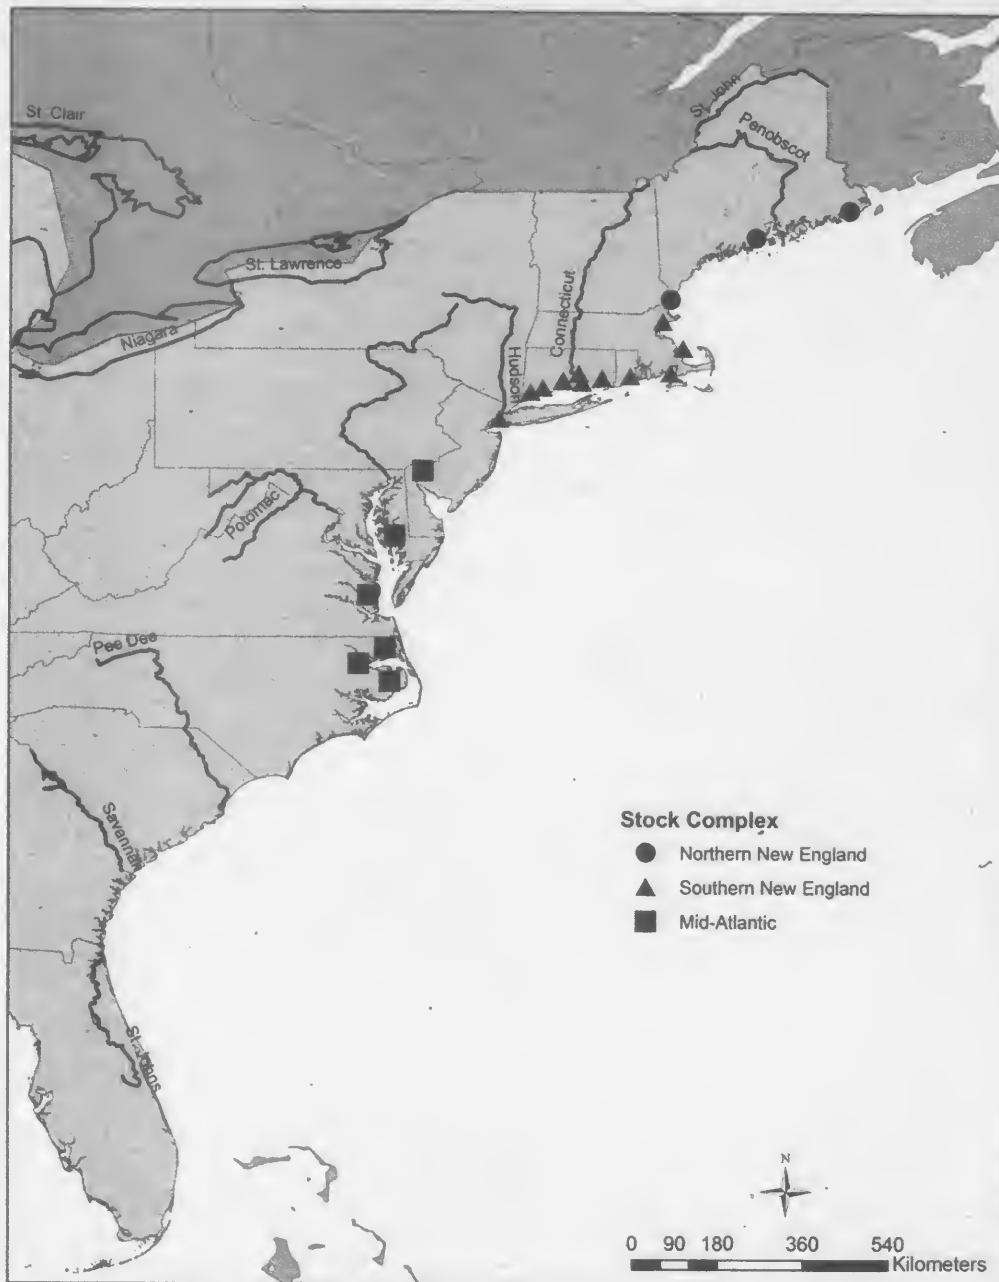 St. Clair
St. John
Penobscot
St. Lawrence
Connecticut
Niagara
Hudson
Potomac
Pee Dee
Savannah
St. Johns
Stock Complex
Northern New England
Southern New England
Mid-Atlantic
N
0 90 180 360 540
Kilometers